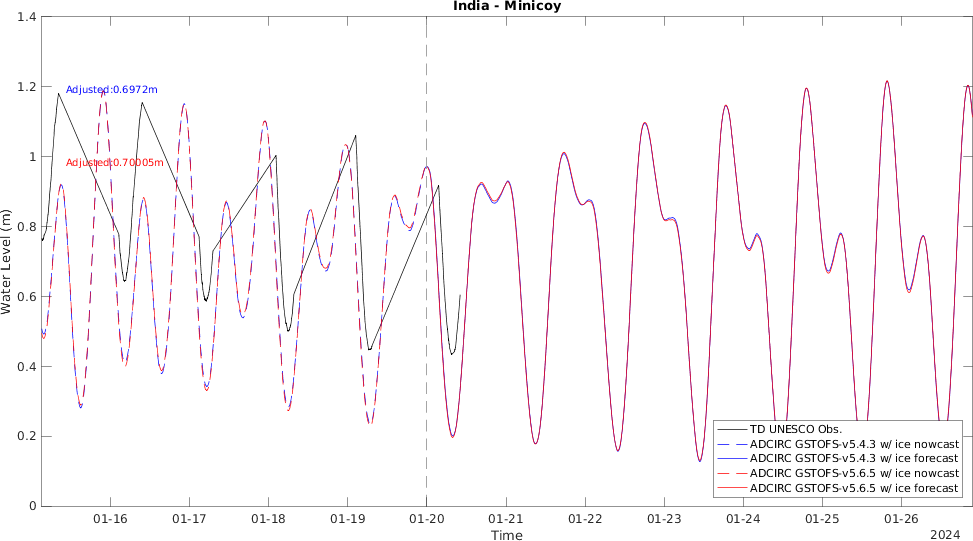 India - Minicoy
1.4
1.2
1
0.8
0.6
0.4
0.2
0
Water Level (m)
Adjusted:0.6972m
Adjusted:0.70005m
TD UNESCO Obs.
ADCIRC GSTOFS-v5.4.3 w/ ice nowcast
ADCIRC GSTOFS-v5.4.3 w/ ice forecast
ADCIRC GSTOFS-v5.6.5 w/ ice nowcast
ADCIRC GSTOFS-v5.6.5 w/ ice forecast
01-16 01-17 01-18 01-19 01-20 01-21 01-22 01-23 01-24 01-25 01-26
Time
2024